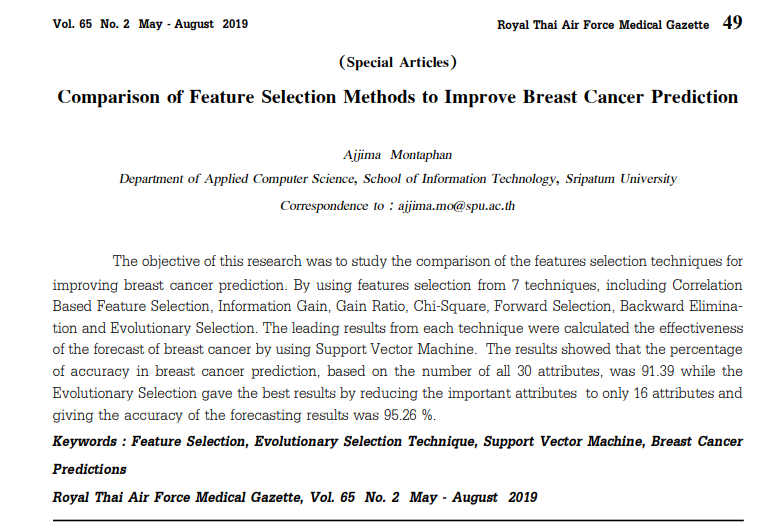 Vol. 65 No. 2 May - August 2019
Royal Thai Air Force Medical Gazette 49
(Special Articles)
Comparison of Feature Selection Methods to Improve Breast Cancer Prediction
Ajjima Montaphan
Department of Applied Computer Science, School of Information Technology, Sripatum University
Correspondence to : ajjima.mo@spu.ac.th
The objective of this research was to study the comparison of the features selection techniques for
improving breast cancer prediction. By using features selection from 7 techniques, including Correlation
Based Feature Selection, Information Gain, Gain Ratio, Chi-Square, Forward Selection, Backward Elimina-
tion and Evolutionary Selection. The leading results from each technique were calculated the effectiveness
of the forecast of breast cancer by using Support Vector Machine. The results showed that the percentage
of accuracy in breast cancer prediction, based on the number of all 30 attributes, was 91.39 while the
Evolutionary Selection gave the best results by reducing the important attributes to only 16 attributes and
giving the accuracy of the forecasting results was 95.26 %.
Keywords : Feature Selection, Evolutionary Selection Technique, Support Vector Machine, Breast Cancer
Predictions
Royal Thai Air Force Medical Gazette, Vol. 65 No. 2 May - August 2019